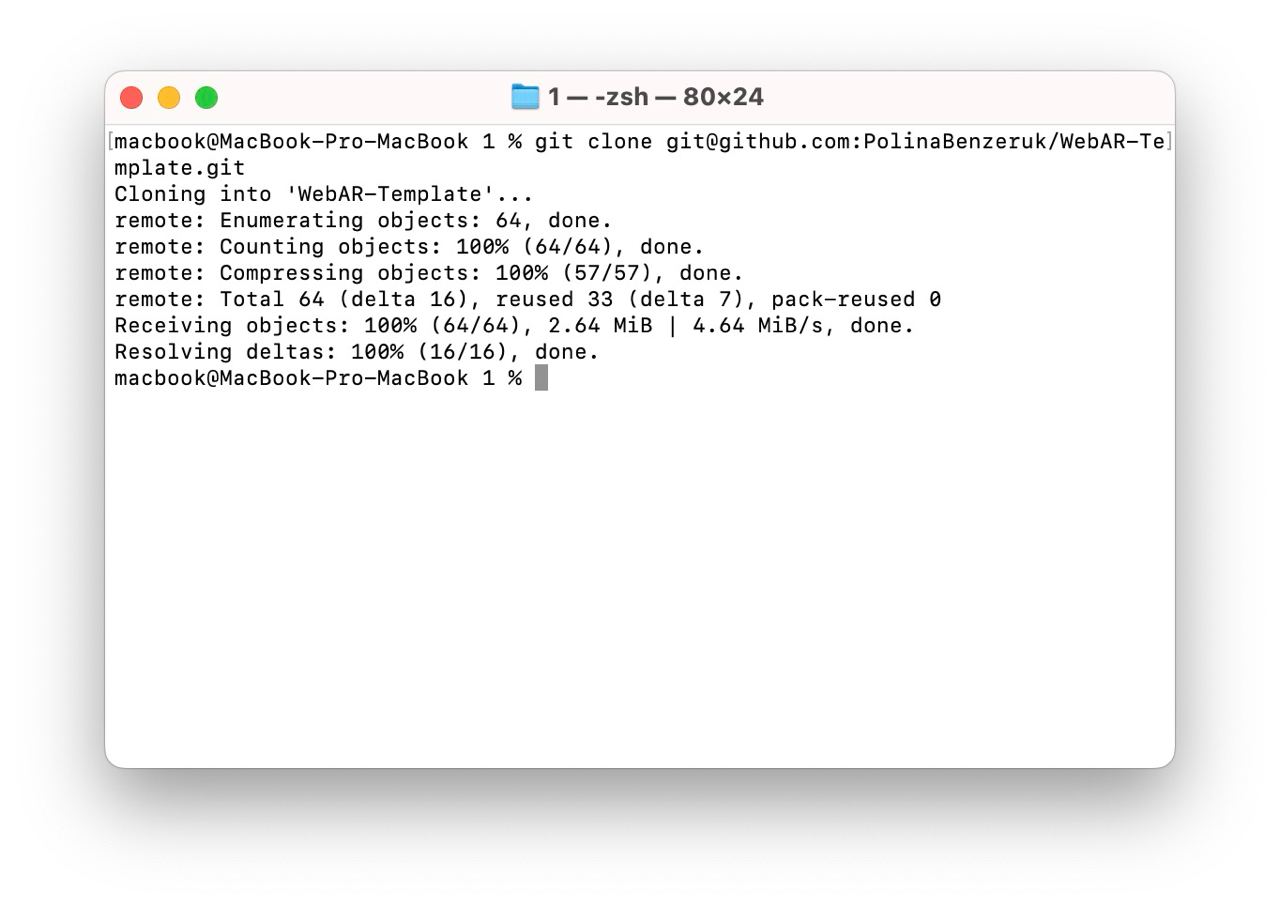 1 — -zsh — 80×24
[macbook@MacBook-Pro-MacBook 1 % git clone git@github.com:PolinaBenzeruk/WebAR-Te]
mplate.git
Cloning into 'WebAR-Template'...
remote: Enumerating objects: 64, done.
remote: Counting objects: 100% (64/64), done.
remote: Compressing objects: 100% (57/57), done.
remote: Total 64 (delta 16), reused 33 (delta 7), pack-reused 0
Receiving objects: 100% (64/64), 2.64 MiB | 4.64 MiB/s, done.
Resolving deltas: 100% (16/16), done.
macbook@MacBook-Pro-MacBook 1 %